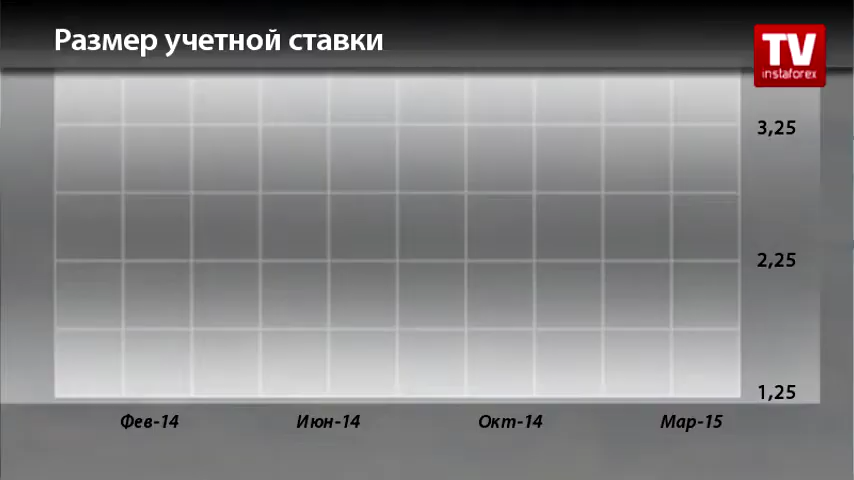 Размер учетной ставки
TV
instaforex
3,25
2,25
1,25
Фев-14 Июн-14 Окт-14 Мар-15